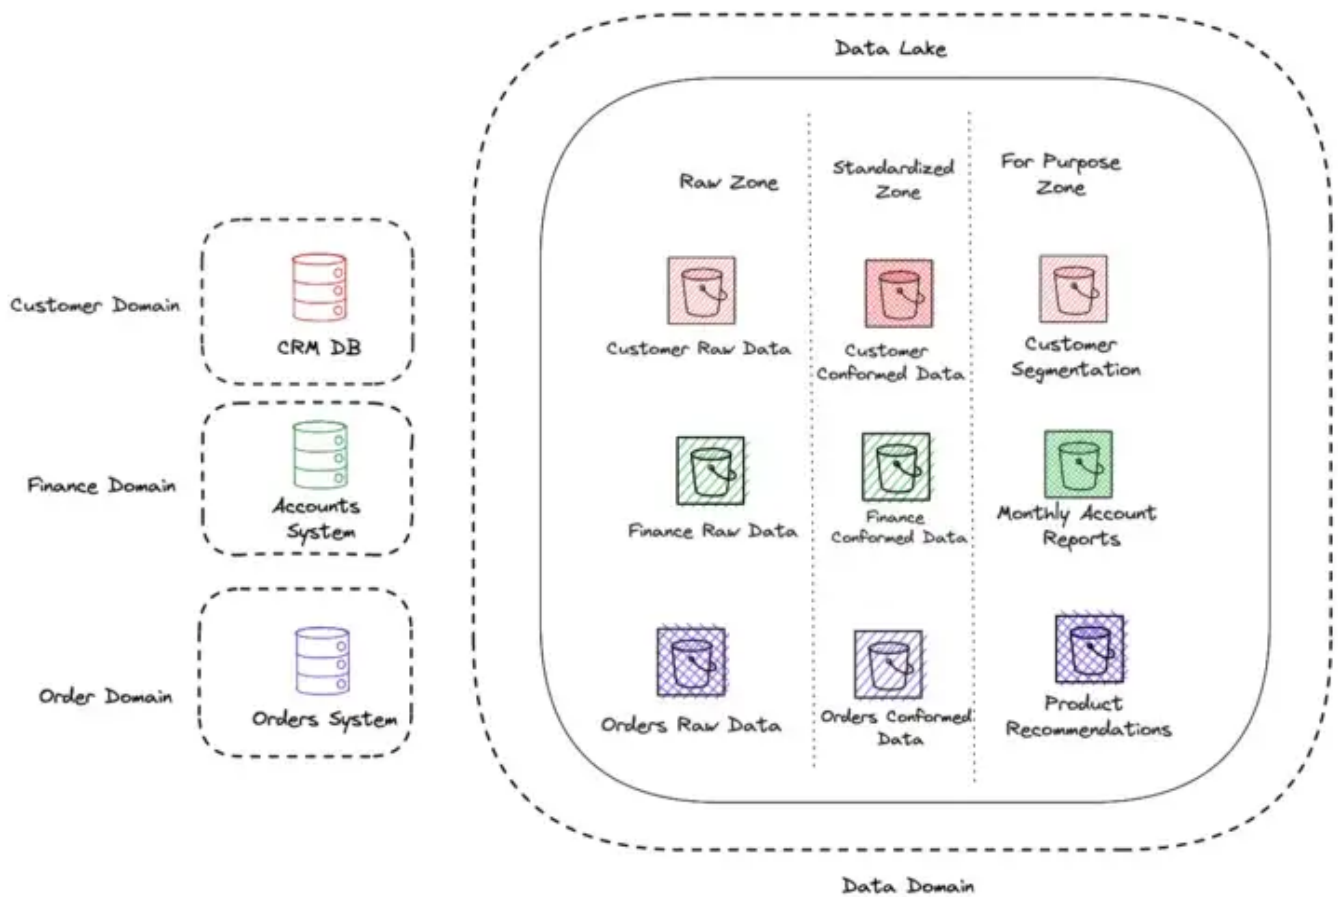 Data Lake
Raw Zone
Standardized
Zone
For Purpose
Zone
Customer Domain
CRM DB
Customer Raw Data
Customer
Conformed Data
Customer
Segmentation
Finance Domain
Accounts
System
Finance Raw Data
Finance
Conformed Data
Monthly Account
Reports
Order Domain
Orders System
Orders Raw Data
Orders Conformed
Data
Product
Recommendations
Data Domain